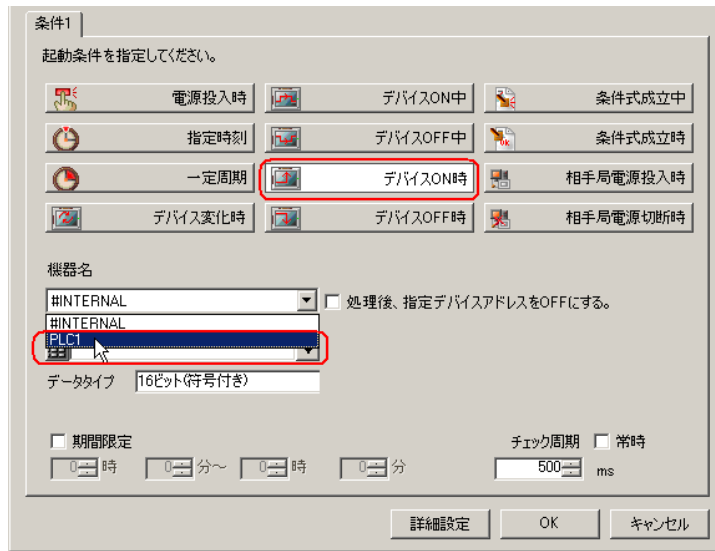 条件1
起動条件を指定してください。
電源投入時 デバイスON中 条件式成立中
指定時刻 デバイスOFF中 条件式成立時
一定周期 デバイスON時 相手局電源投入時
デバイス変化時 デバイスOFF時 相手局電源切断時
機器名
#INTERNAL 処理後、指定デバイスアドレスをOFFにする。
#INTERNAL
PLC1
データタイプ 16ビット(符号付き)
期間限定 チェック周期 常時
0 時 0 分～ 0 時 0 分 500 ms
詳細設定 OK キャンセル